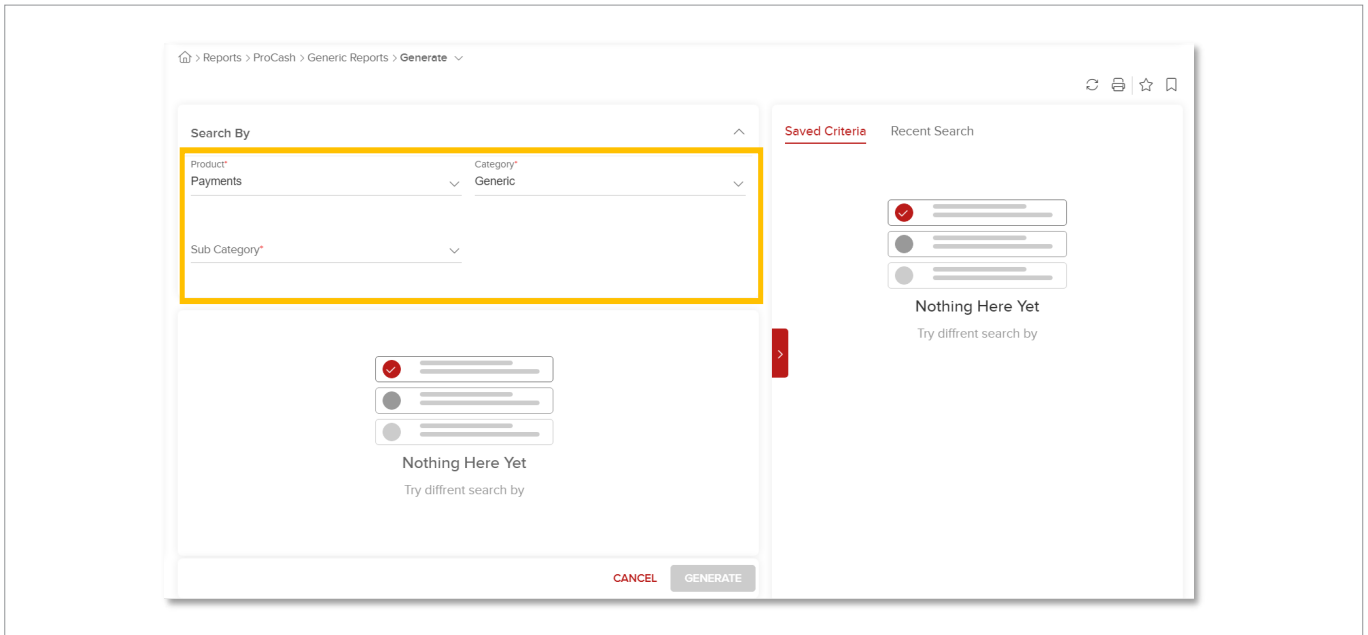 > Reports > ProCash > Generic Reports > Generate
Search By
Product*
Payments
Category*
Generic
Sub Category*
Nothing Here Yet
Try diffrent search by
CANCEL
GENERATE
Saved Criteria
Recent Search
Nothing Here Yet
Try diffrent search by